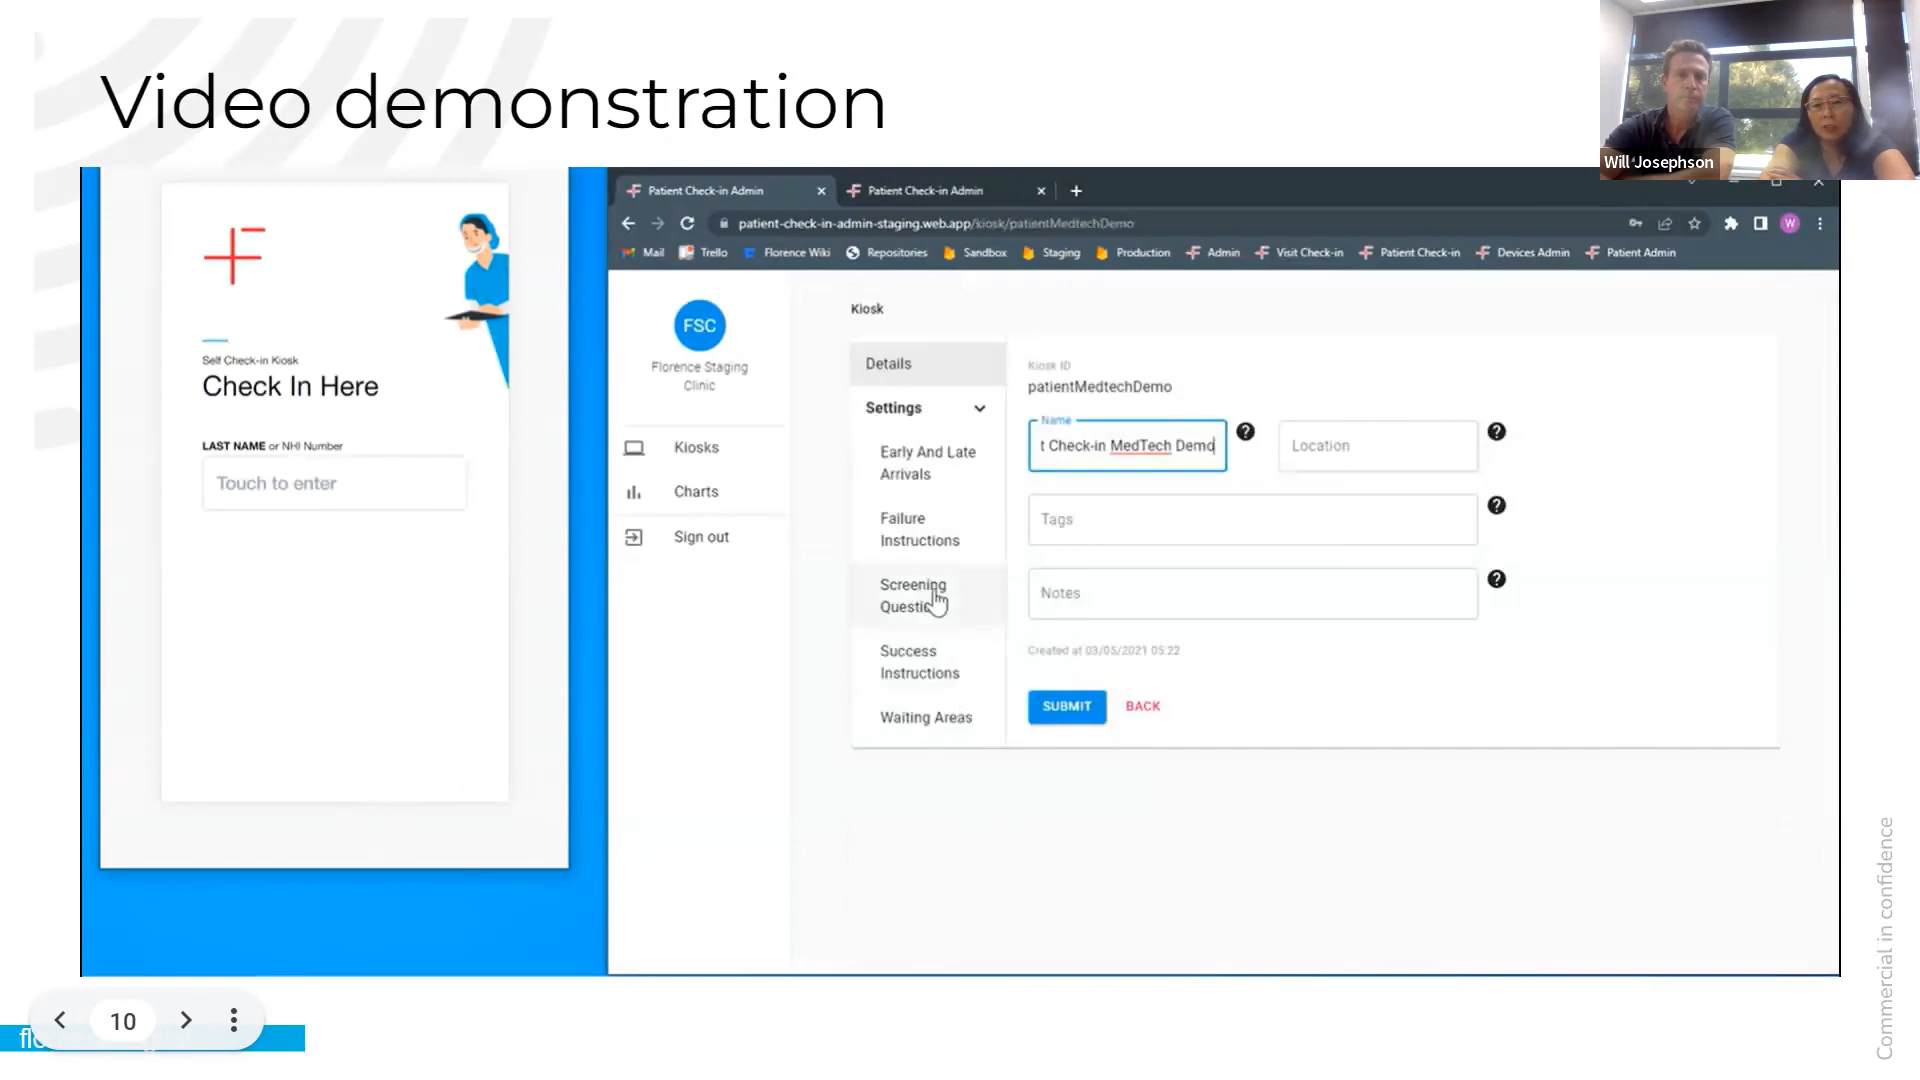 Video demonstration
Will Josephson
Self Check-in Kiosk
Check In Here
LAST NAME or NHI Number
Touch to enter
Patient Check-in Admin
Patient Check-in Admin
patient-check-in-admin-staging.web.app/kiosk/patientMedtechDemo
W
Mail
Trello
Florence Wiki
Repositories
Sandbox
Staging
Production
Admin
Visit Check-in
Patient Check-in
Devices Admin
Patient Admin
FSC
Florence Staging
Clinic
Kiosks
Charts
Sign out
Kiosk
Details
Settings
Early And Late
Arrivals
Failure
Instructions
Screening
Success
Instructions
Waiting Areas
Kiosk ID
patientMedtechDemo
Name
t Check-in MedTech Demo
Location
Tags
Notes
Created at 03/05/2021 05:22
SUBMIT
BACK
10
Commercial in confidence